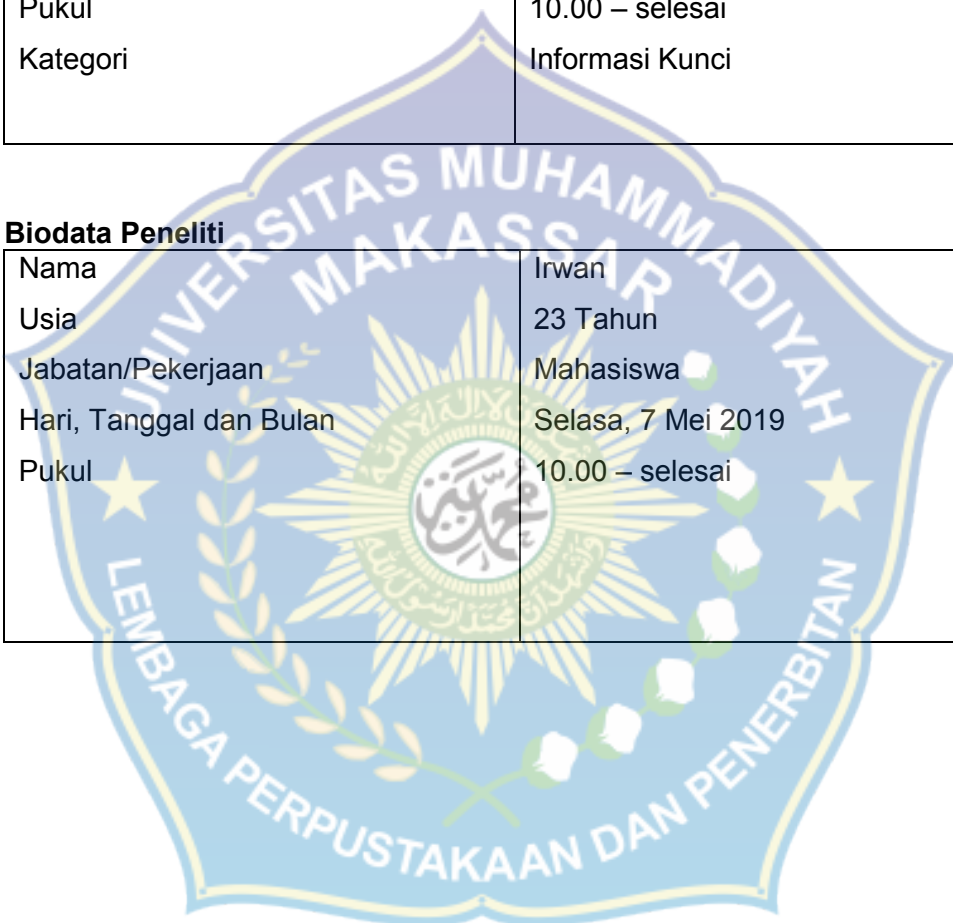 Pukul 10.00 – selesai
Kategori Informasi Kunci
Biodata Peneliti
Nama Irwan
Usia 23 Tahun
Jabatan/Pekerjaan Mahasiswa
Hari, Tanggal dan Bulan Selasa, 7 Mei 2019
Pukul 10.00 – selesai
UNIVERSITAS MUHAMMADIYAH
MAKASSAR
LEMBAGA PERPUSTAKAAN DAN PENERBITAN